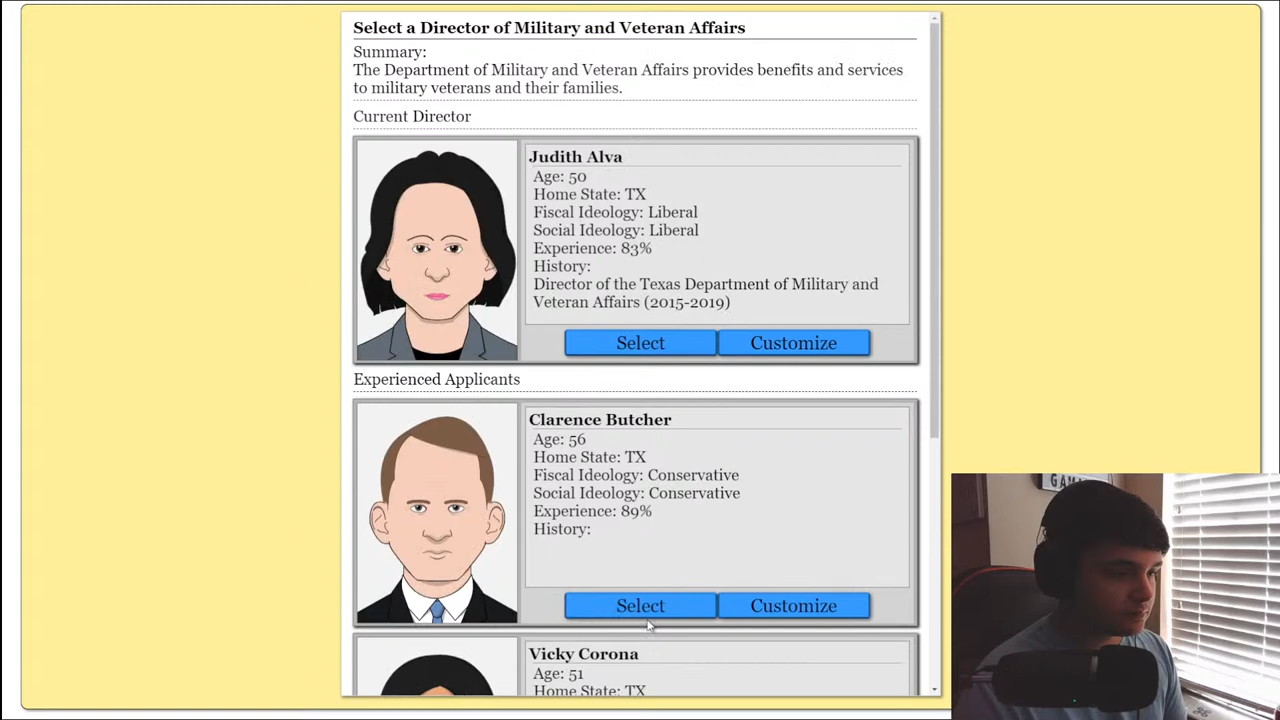 Select a Director of Military and Veteran Affairs
Summary:
The Department of Military and Veteran Affairs provides benefits and services
to military veterans and their families.
Current Director
Judith Alva
Age: 50
Home State: TX
Fiscal Ideology: Liberal
Social Ideology: Liberal
Experience: 83%
History:
Director of the Texas Department of Military and
Veteran Affairs (2015-2019)
Select
Customize
Experienced Applicants
Clarence Butcher
Age: 56
Home State: TX
Fiscal Ideology: Conservative
Social Ideology: Conservative
Experience: 89%
History:
Select
Customize
Vicky Corona
Age: 51
Home State: TX